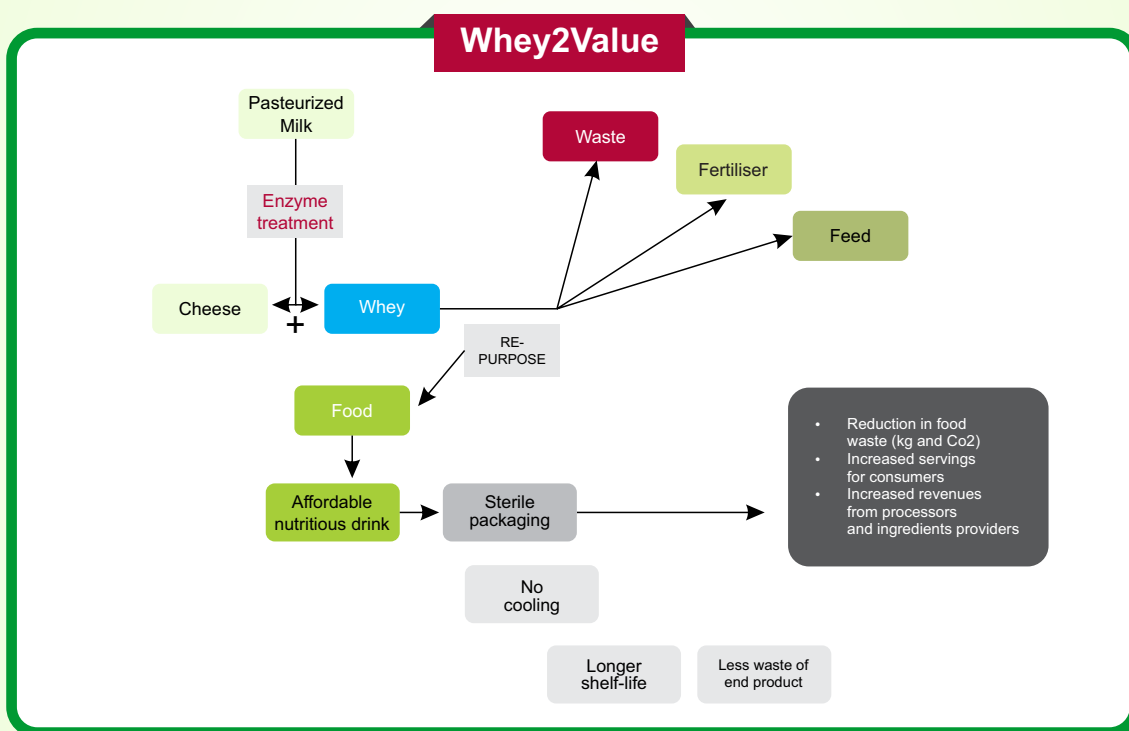 Whey2Value
Pasteurized
Milk
Waste
Fertiliser
Enzyme
treatment
Feed
Cheese
+
Whey
RE-
PURPOSE
Food
• Reduction in food
waste (kg and Co2)
• Increased servings
for consumers
• Increased revenues
from processors
and ingredients providers
Affordable
nutritious drink
Sterile
packaging
No
cooling
Longer
shelf-life
Less waste of
end product